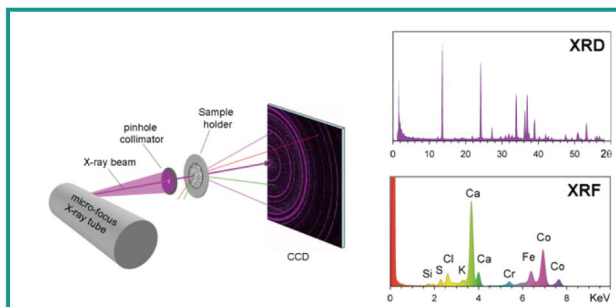 XRD
Sample
holder
pinhole
collimator
X-ray beam
micro-focus
X-ray tube
CCD
0 10 20 30 40 50 2θ
XRF
Ca
Co
Cl
Ca
Fe
Si
S
K
Cr
Co
0 2 4 6 8 KeV